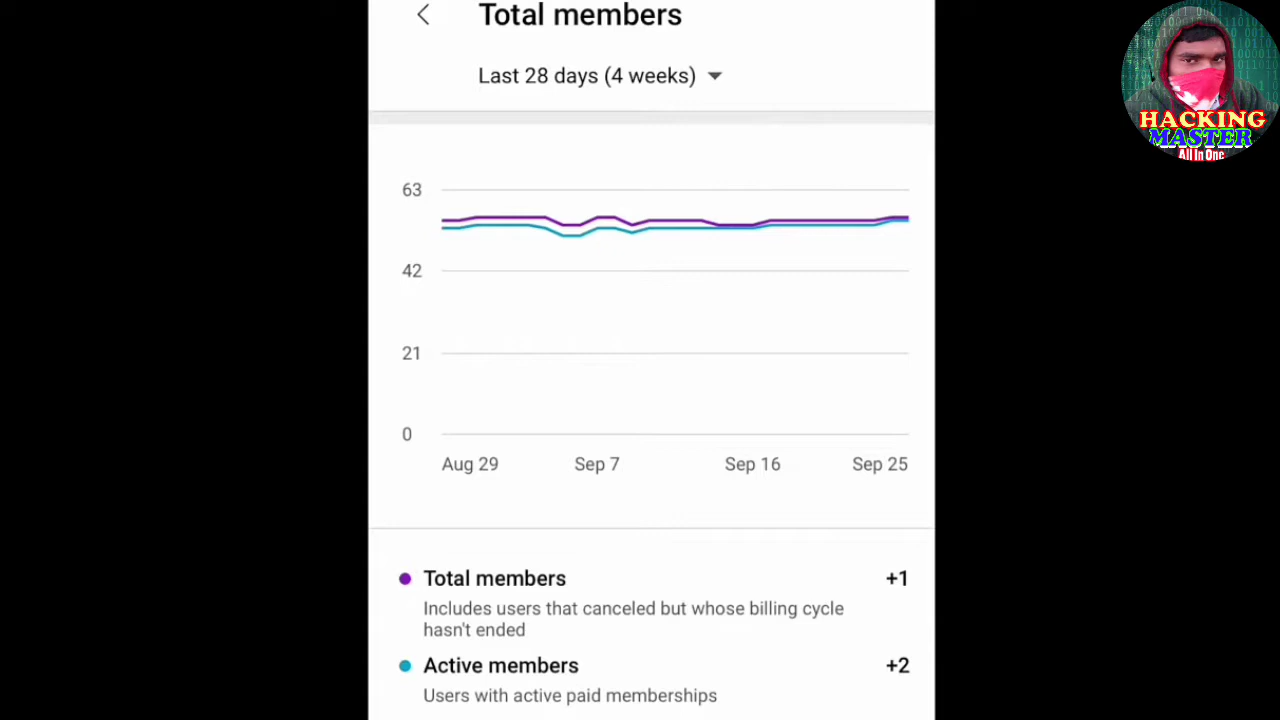 Total members
Last 28 days (4 weeks)
63
42
21
0
Aug 29 Sep 7 Sep 16 Sep 25
Total members +1
Includes users that canceled but whose billing cycle
hasn't ended
Active members +2
Users with active paid memberships
HACKING
MASTER
All In One